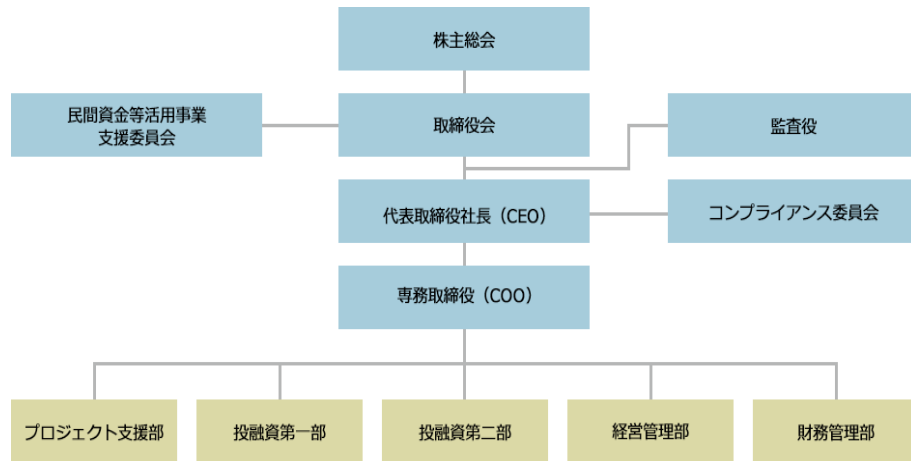 株主総会
民間資金等活用事業
支援委員会
取締役会
監査役
代表取締役社長（CEO）
コンプライアンス委員会
専務取締役（COO）
プロジェクト支援部
投融資第一部
投融資第二部
経営管理部
財務管理部